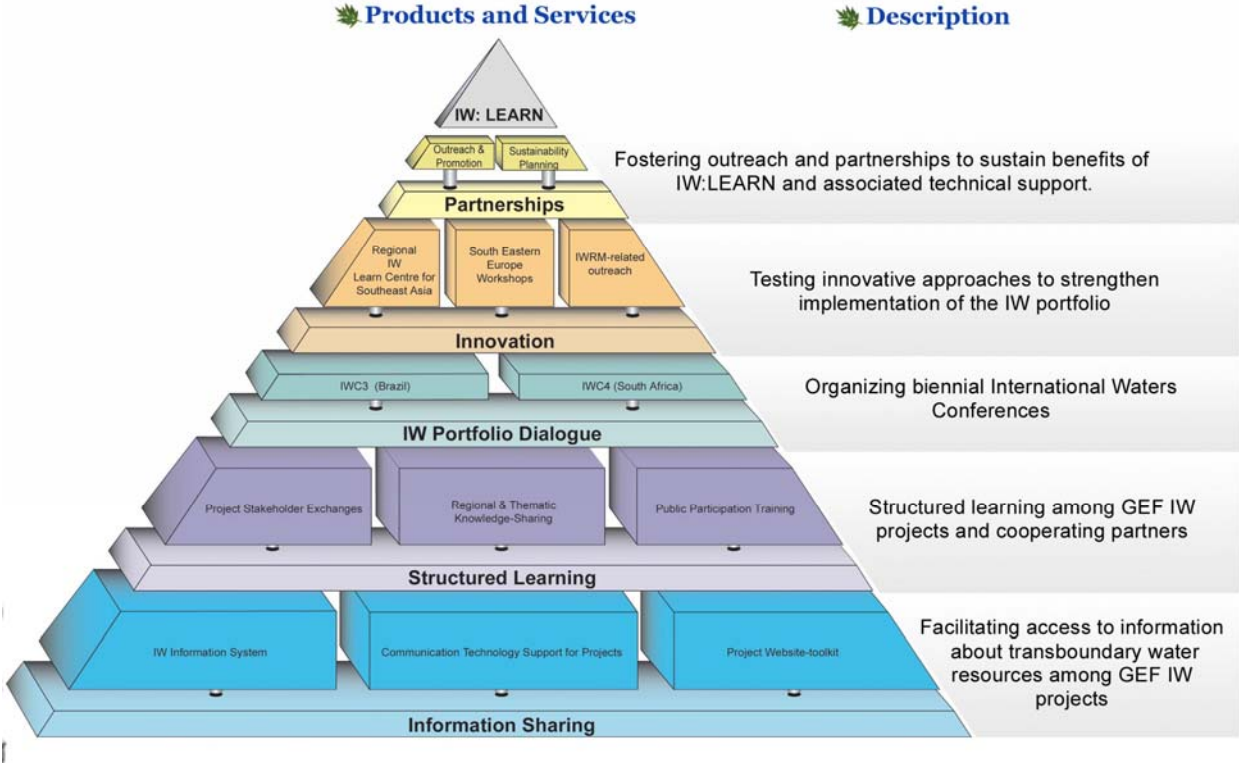 Products and Services
Description
IW: LEARN
Outreach &
Promotion
Sustainability
Planning
Partnerships
Fostering outreach and partnerships to sustain benefits of
IW:LEARN and associated technical support.
Regional
IW
Learn Centre for
Southeast Asia
South Eastern
Europe
Workshops
IWRM-related
outreach
Innovation
Testing innovative approaches to strengthen
implementation of the IW portfolio
IWC3 (Brazil)
IWC4 (South Africa)
IW Portfolio Dialogue
Organizing biennial International Waters
Conferences
Project Stakeholder Exchanges
Regional & Thematic
Knowledge-Sharing
Public Participation Training
Structured Learning
Structured learning among GEF IW
projects and cooperating partners
IW Information System
Communication Technology Support for Projects
Project Website-toolkit
Information Sharing
Facilitating access to information
about transboundary water
resources among GEF IW
projects